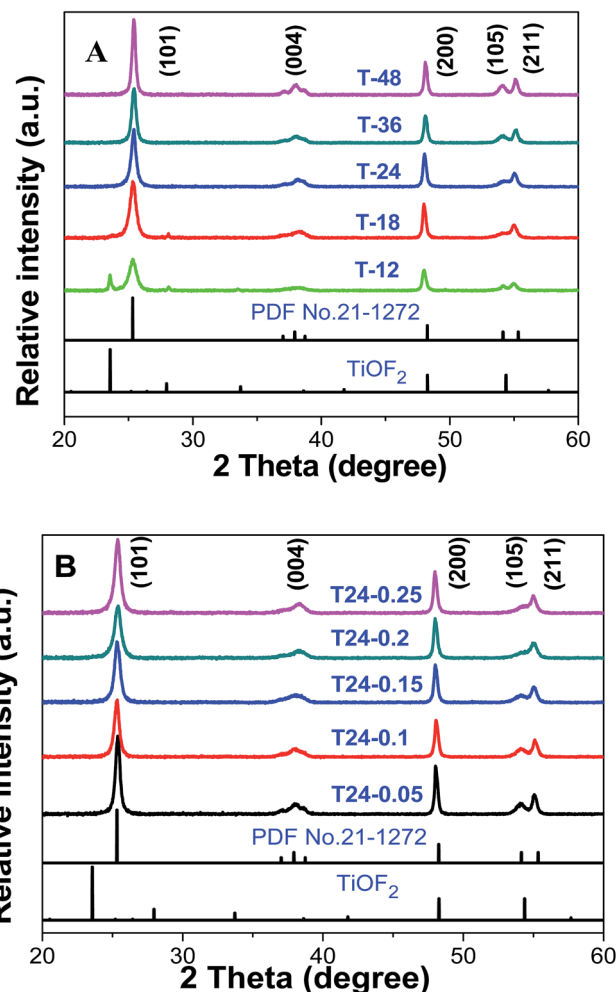 A
(101)
(004)
(200)
(105)
(211)
T-48
T-36
T-24
T-18
T-12
PDF No.21-1272
TiOF2
Relative intensity (a.u.)
20 30 40 50 60
2 Theta (degree)
B
(101)
(004)
(200)
(105)
(211)
T24-0.25
T24-0.2
T24-0.15
T24-0.1
T24-0.05
PDF No.21-1272
TiOF2
Relative intensity (a.u.)
20 30 40 50 60
2 Theta (degree)